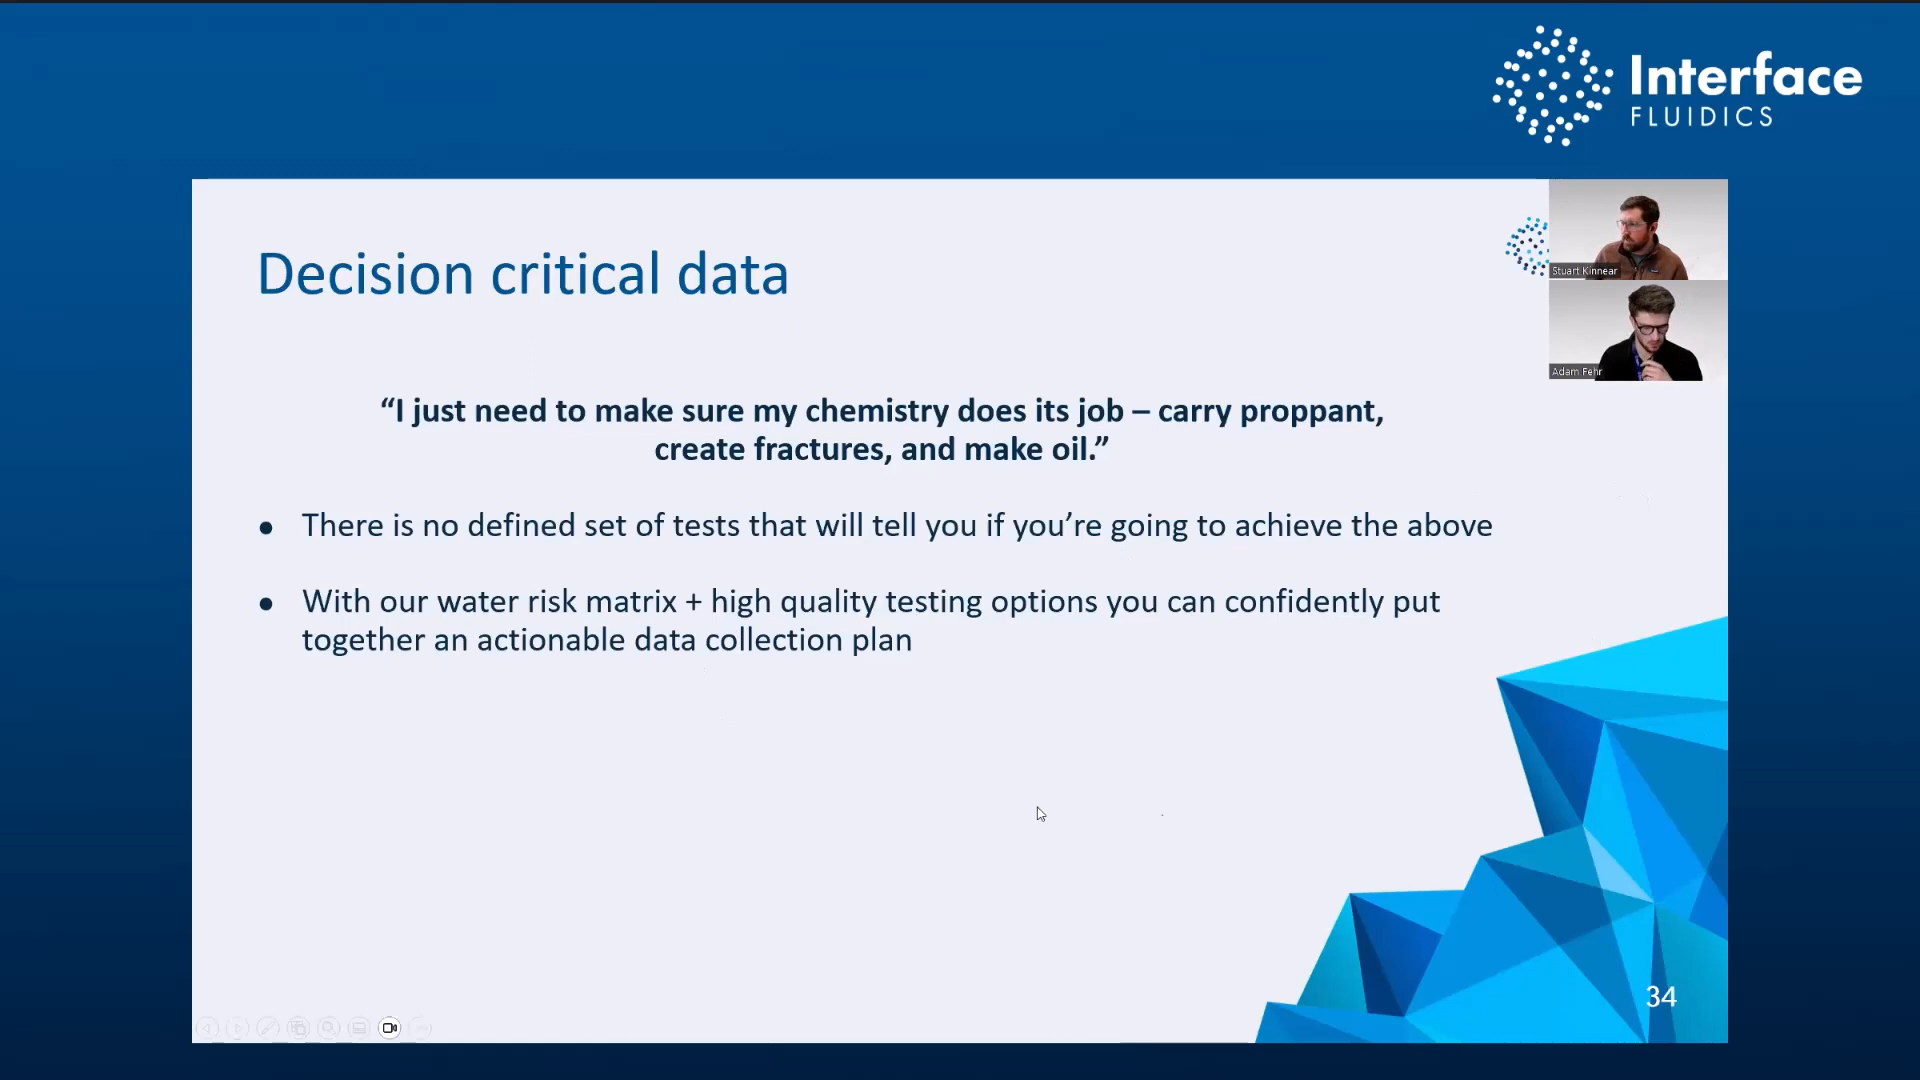 Interface
FLUIDICS
Decision critical data
Stuart Kinnear
Adam Fehr
“I just need to make sure my chemistry does its job – carry proppant,
create fractures, and make oil.”
● There is no defined set of tests that will tell you if you’re going to achieve the above
● With our water risk matrix + high quality testing options you can confidently put
together an actionable data collection plan
34